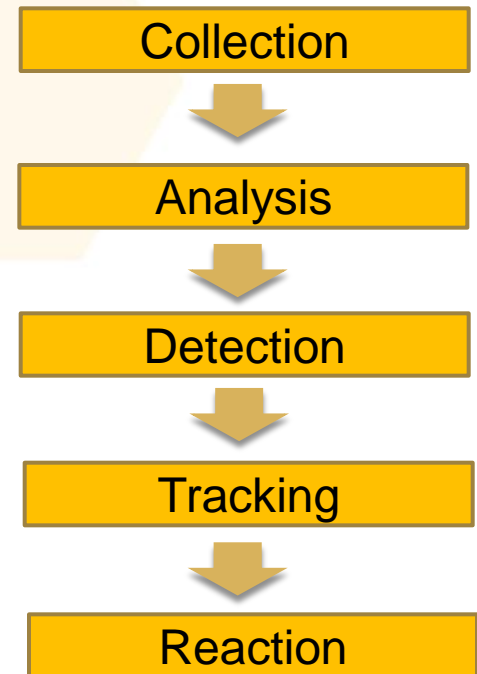 Collection
Analysis
Detection
Tracking
Reaction